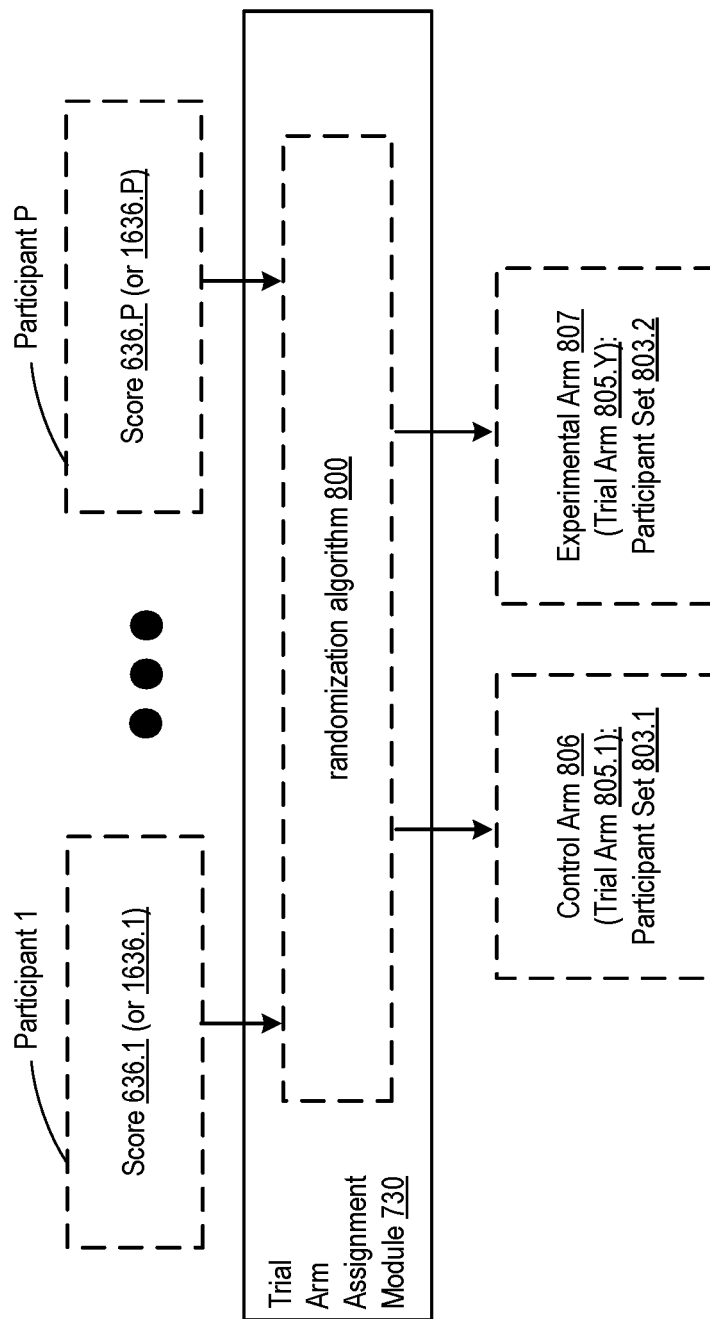 Participant 1
Participant P
Score 636.1 (or 1636.1)
Score 636.P (or 1636.P)
Trial
Arm
Assignment
Module 730
randomization algorithm 800
Control Arm 806
(Trial Arm 805.1):
Participant Set 803.1
Experimental Arm 807
(Trial Arm 805.Y):
Participant Set 803.2